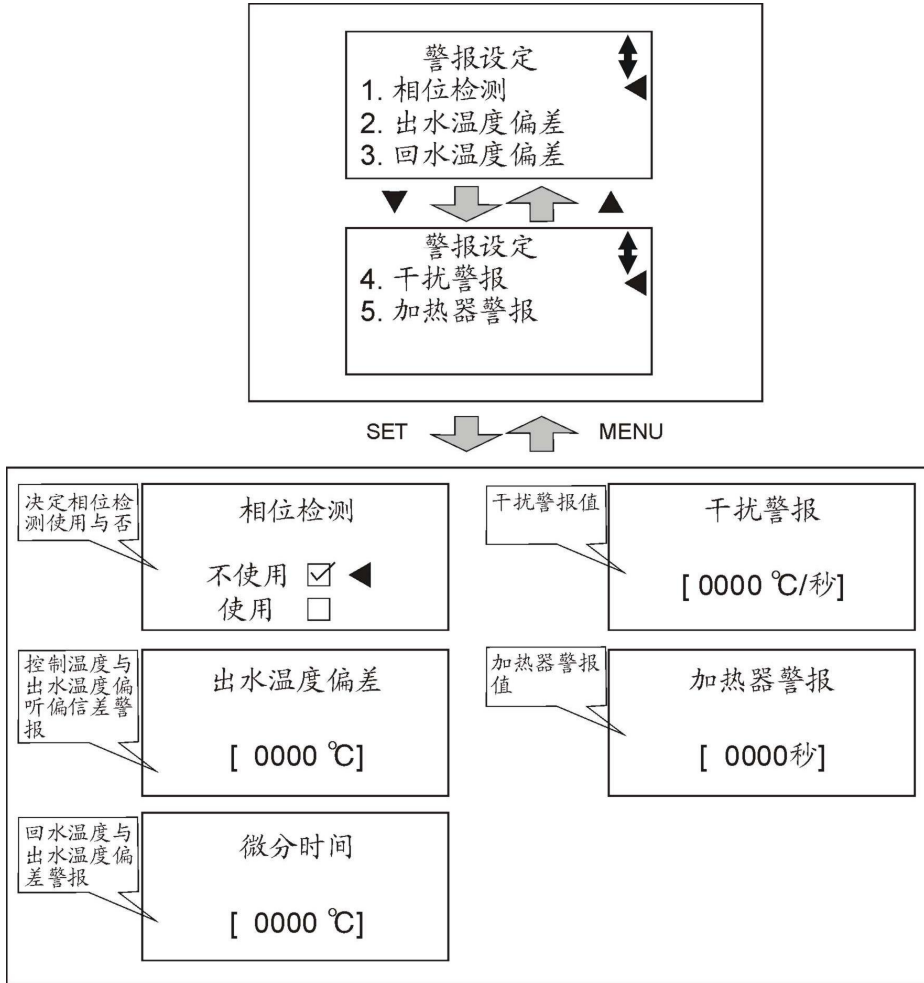 警报设定
1. 相位检测
2. 出水温度偏差
3. 回水温度偏差
警报设定
4. 干扰警报
5. 加热器警报
SET
MENU
决定相位检
测使用与否
相位检测
不使用
使用
干扰警报值
干扰警报
[ 0000 ℃/秒]
控制温度与
出水温度偏
听偏信差警
报
出水温度偏差
[ 0000 ℃]
加热器警报
值
加热器警报
[ 0000秒]
回水温度与
出水温度偏
差警报
微分时间
[ 0000 ℃]